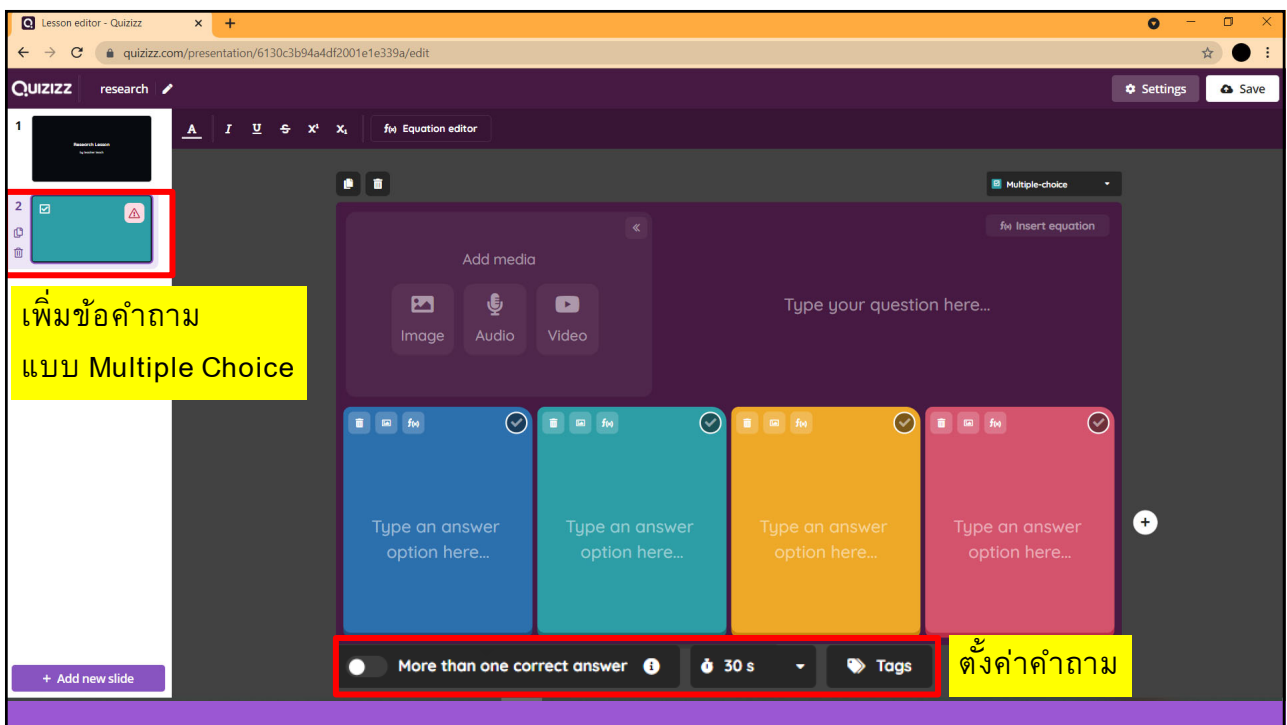 Lesson editor - Quizizz
quizizz.com/presentation/6130c3b94a4df2001e1e339a/edit
QUIZIZZ research Settings Save
1 A I U S X¹ X₁ f(x) Equation editor
Research Lesson
Multiple-choice
2
f(x) Insert equation
Add media
Type your question here...
Image Audio Video
เพิ่มข้อคำถาม
แบบ Multiple Choice
f(x) f(x) f(x) f(x)
Type an answer option here...
Type an answer option here...
Type an answer option here...
Type an answer option here...
More than one correct answer 30 s Tags
ตั้งค่าคำถาม
+ Add new slide